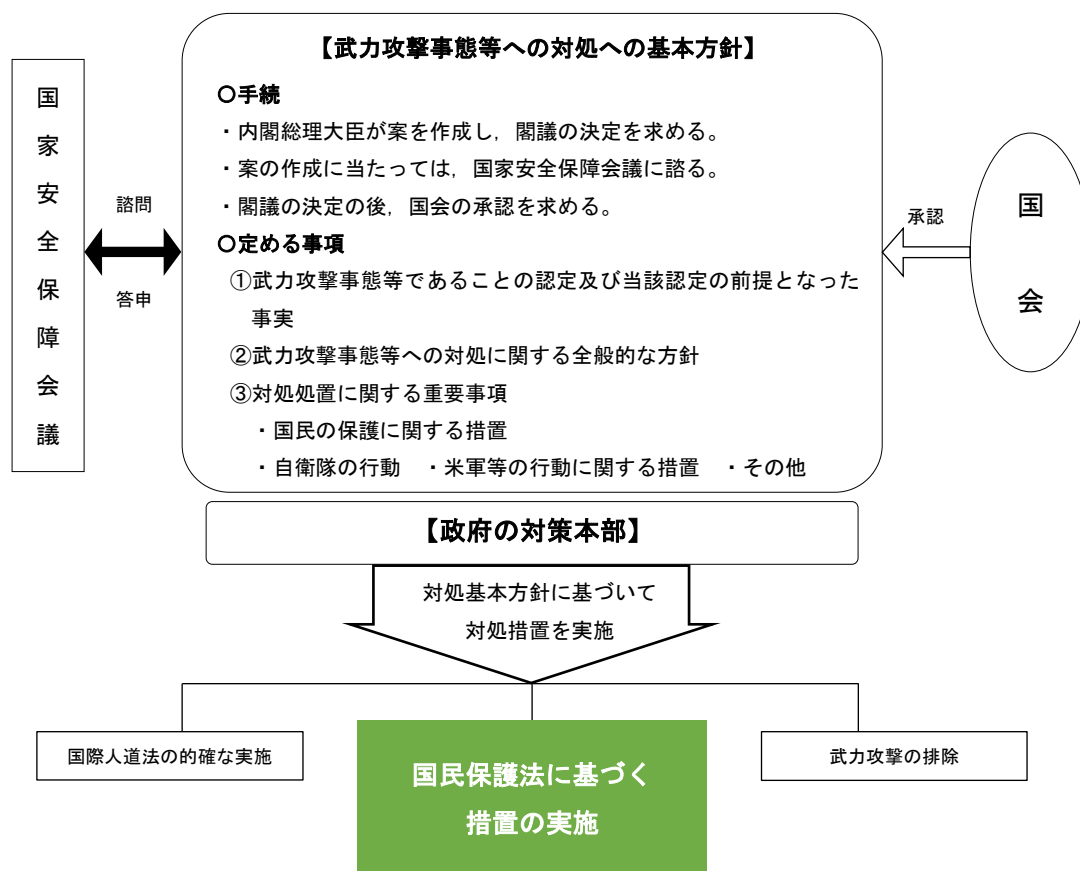 【武力攻撃事態等への対処への基本方針】
国家安全保障会議
諮問
答申
○手続
・内閣総理大臣が案を作成し，閣議の決定を求める。
・案の作成に当たっては，国家安全保障会議に諮る。
・閣議の決定の後，国会の承認を求める。
○定める事項
①武力攻撃事態等であることの認定及び当該認定の前提となった
事実
②武力攻撃事態等への対処に関する全般的な方針
③対処処置に関する重要事項
・国民の保護に関する措置
・自衛隊の行動　・米軍等の行動に関する措置　・その他
承認
国会
【政府の対策本部】
対処基本方針に基づいて
対処措置を実施
国際人道法の的確な実施
国民保護法に基づく
措置の実施
武力攻撃の排除